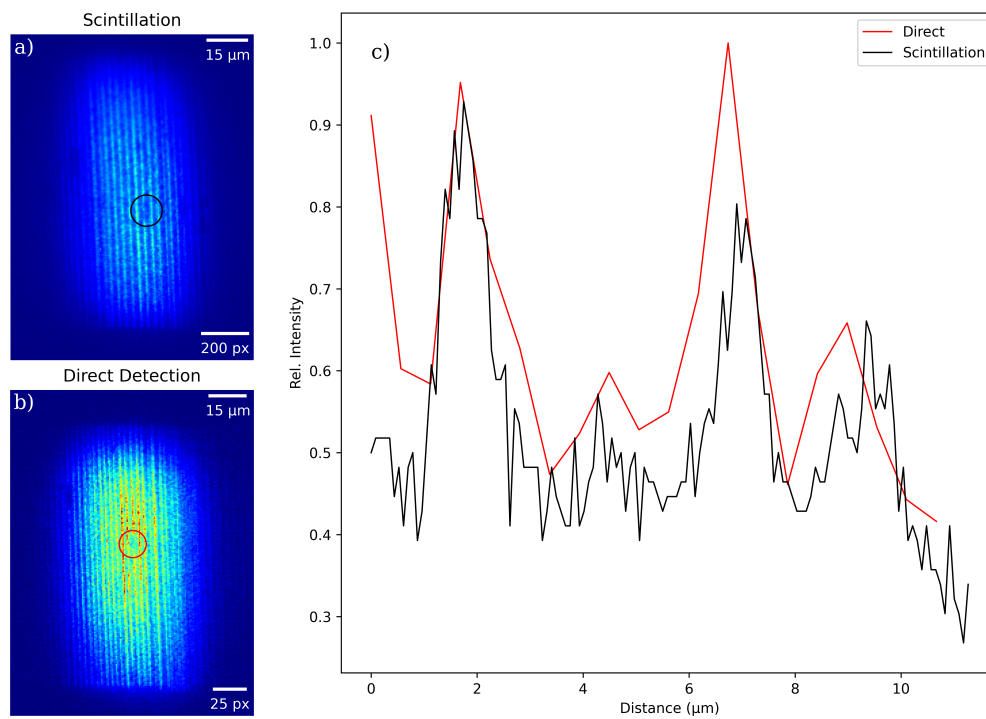 Scintillation
a)
15 μm
200 px
Direct Detection
b)
15 μm
25 px
c)
Direct
Scintillation
Rel. Intensity
1.0
0.9
0.8
0.7
0.6
0.5
0.4
0.3
0
2
4
6
8
10
Distance (μm)